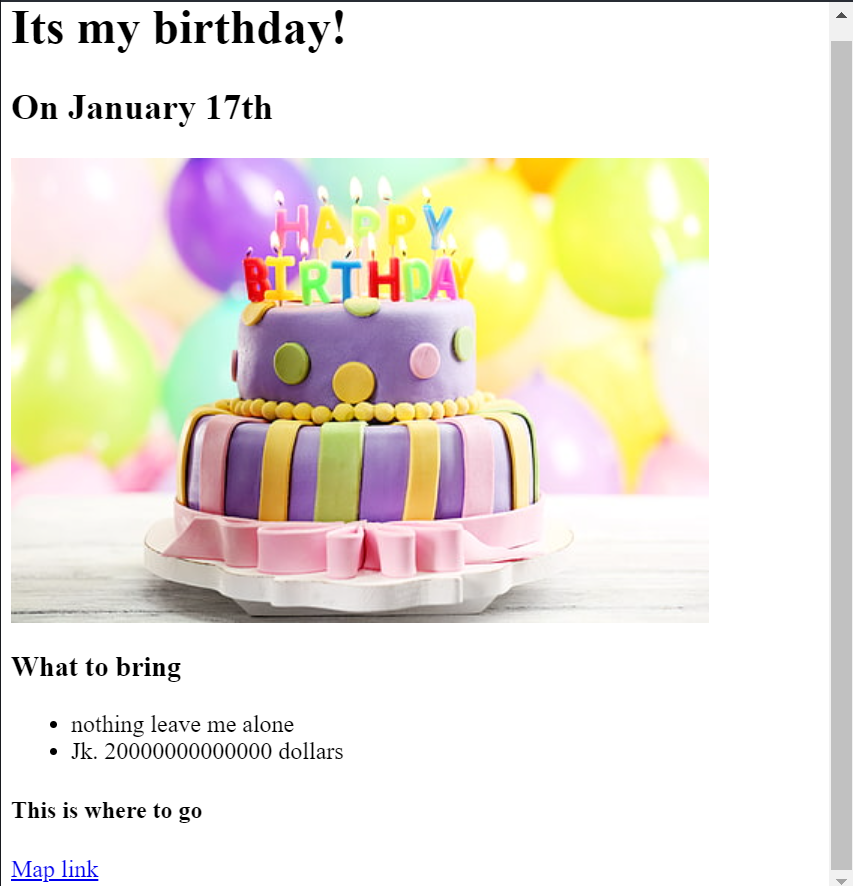 Its my birthday!
On January 17th
HAPPY
BIRTHDAY
What to bring
nothing leave me alone
Jk. 20000000000000 dollars
This is where to go
Map link